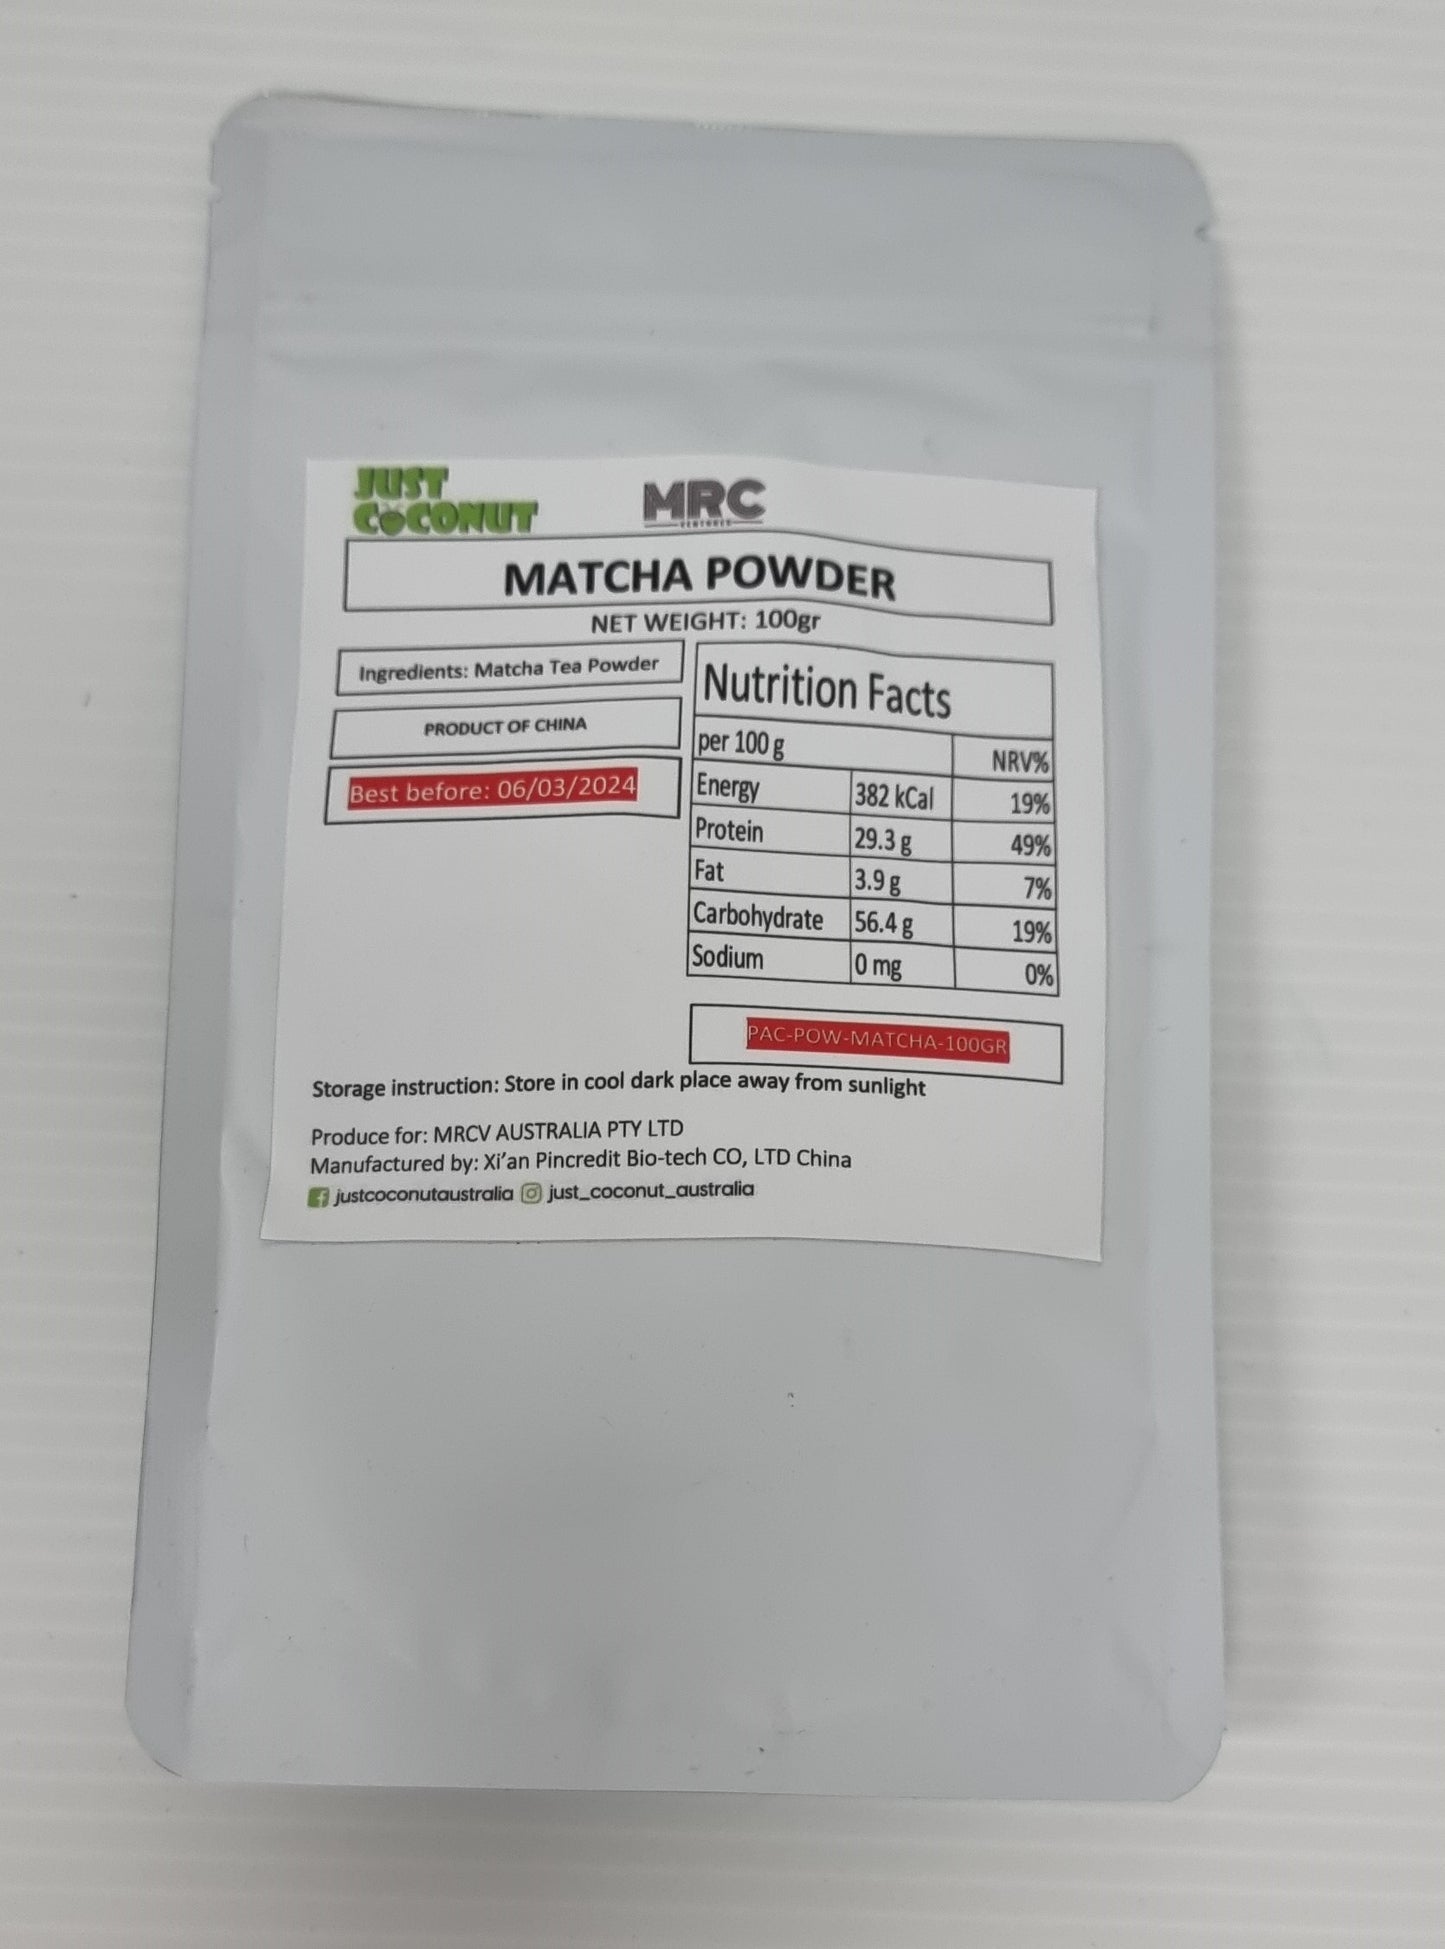 JUST
COCONUT
MRC
VENTURES
MATCHA POWDER
NET WEIGHT: 100gr
Ingredients: Matcha Tea Powder
PRODUCT OF CHINA
Best before: 06/03/2024
Nutrition Facts
per 100 g NRV%
Energy 382 kCal 19%
Protein 29.3 g 49%
Fat 3.9 g 7%
Carbohydrate 56.4 g 19%
Sodium 0 mg 0%
PAC-POW-MATCHA-100GR
Storage instruction: Store in cool dark place away from sunlight
Produce for: MRCV AUSTRALIA PTY LTD
Manufactured by: Xi’an Pincredit Bio-tech CO, LTD China
justcoconutaustralia just_coconut_australia